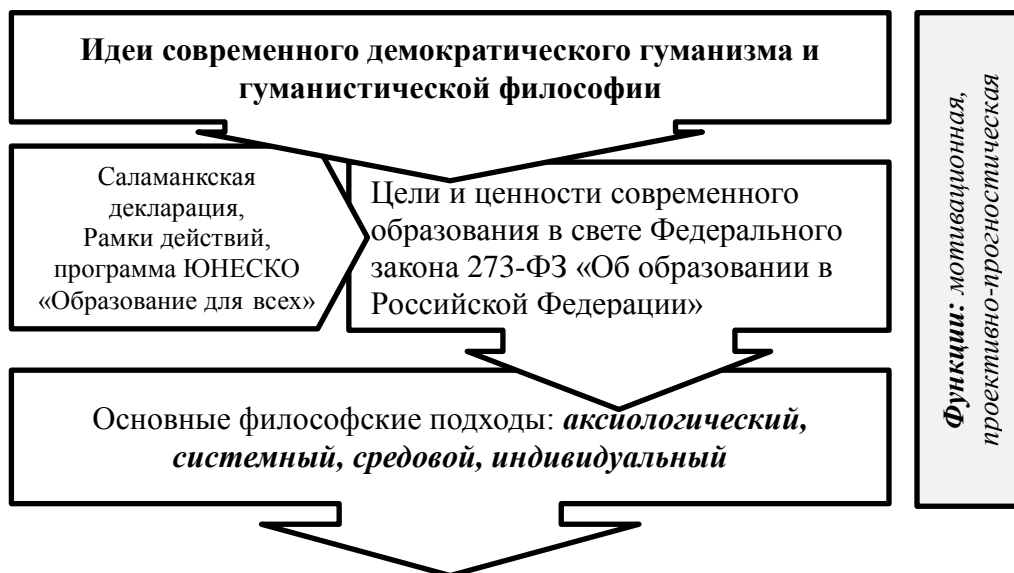 Идеи современного демократического гуманизма и
гуманистической философии
Саламанкская
декларация,
Рамки действий,
программа ЮНЕСКО
«Образование для всех»
Цели и ценности современного
образования в свете Федерального
закона 273-ФЗ «Об образовании в
Российской Федерации»
Основные философские подходы: аксиологический,
системный, средовой, индивидуальный
Функции: мотивационная,
проективно-прогностическая